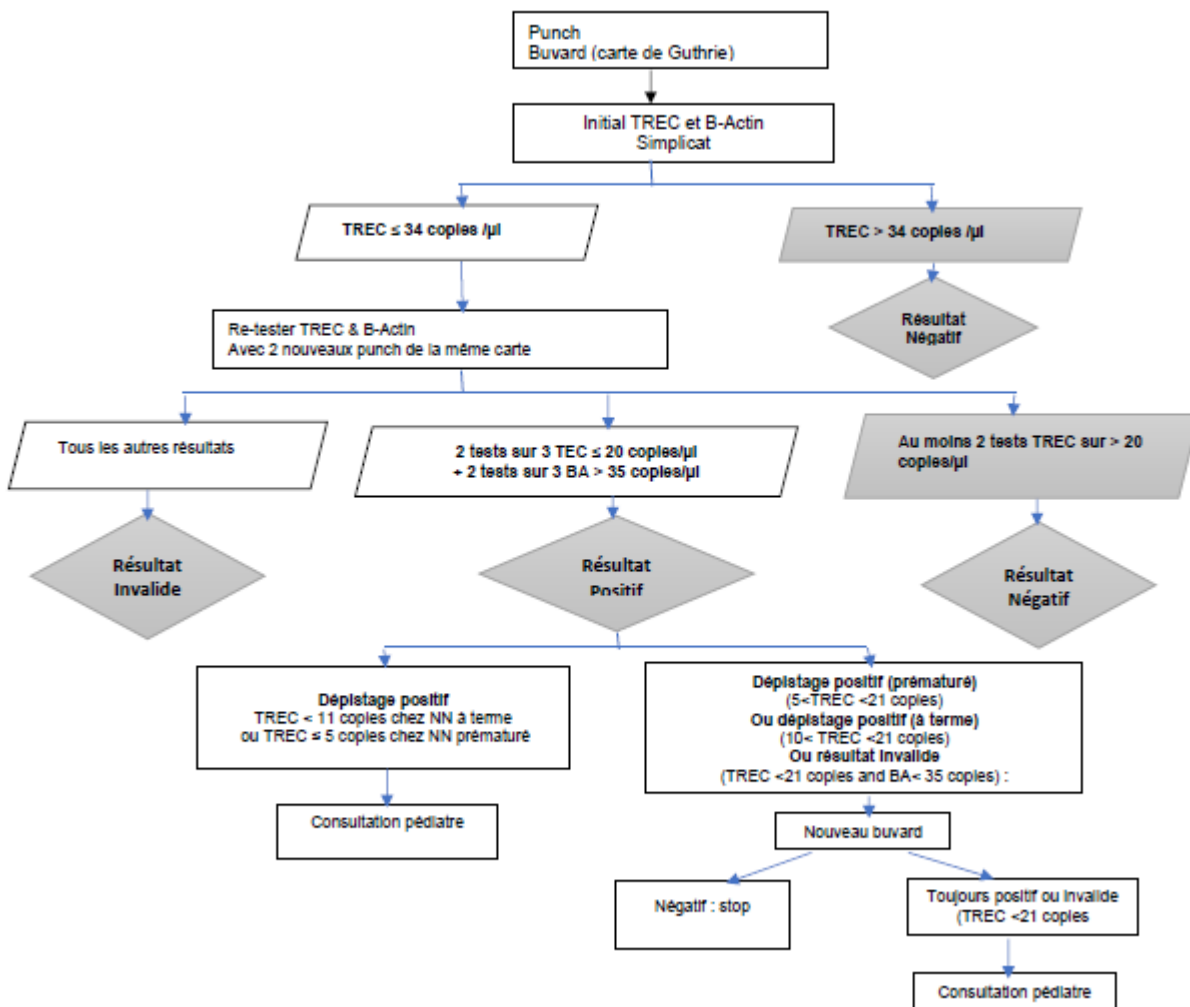 Punch
Buvard (carte de Guthrie)
Initial TREC et B-Actin
Simplicat
TREC ≤ 34 copies /µl
TREC > 34 copies /µl
Re-tester TREC & B-Actin
Avec 2 nouveaux punch de la même carte
Résultat
Négatif
Tous les autres résultats
2 tests sur 3 TEC ≤ 20 copies/µl
+ 2 tests sur 3 BA > 35 copies/µl
Au moins 2 tests TREC sur > 20
copies/µl
Résultat
Invalide
Résultat
Positif
Résultat
Négatif
Dépistage positif
TREC < 11 copies chez NN à terme
ou TREC ≤ 5 copies chez NN prématuré
Dépistage positif (prématuré)
(5<TREC <21 copies)
Ou dépistage positif (à terme)
(10< TREC <21 copies)
Ou résultat invalide
(TREC <21 copies and BA< 35 copies) :
Consultation pédiatre
Nouveau buvard
Négatif : stop
Toujours positif ou invalide
(TREC <21 copies
Consultation pédiatre